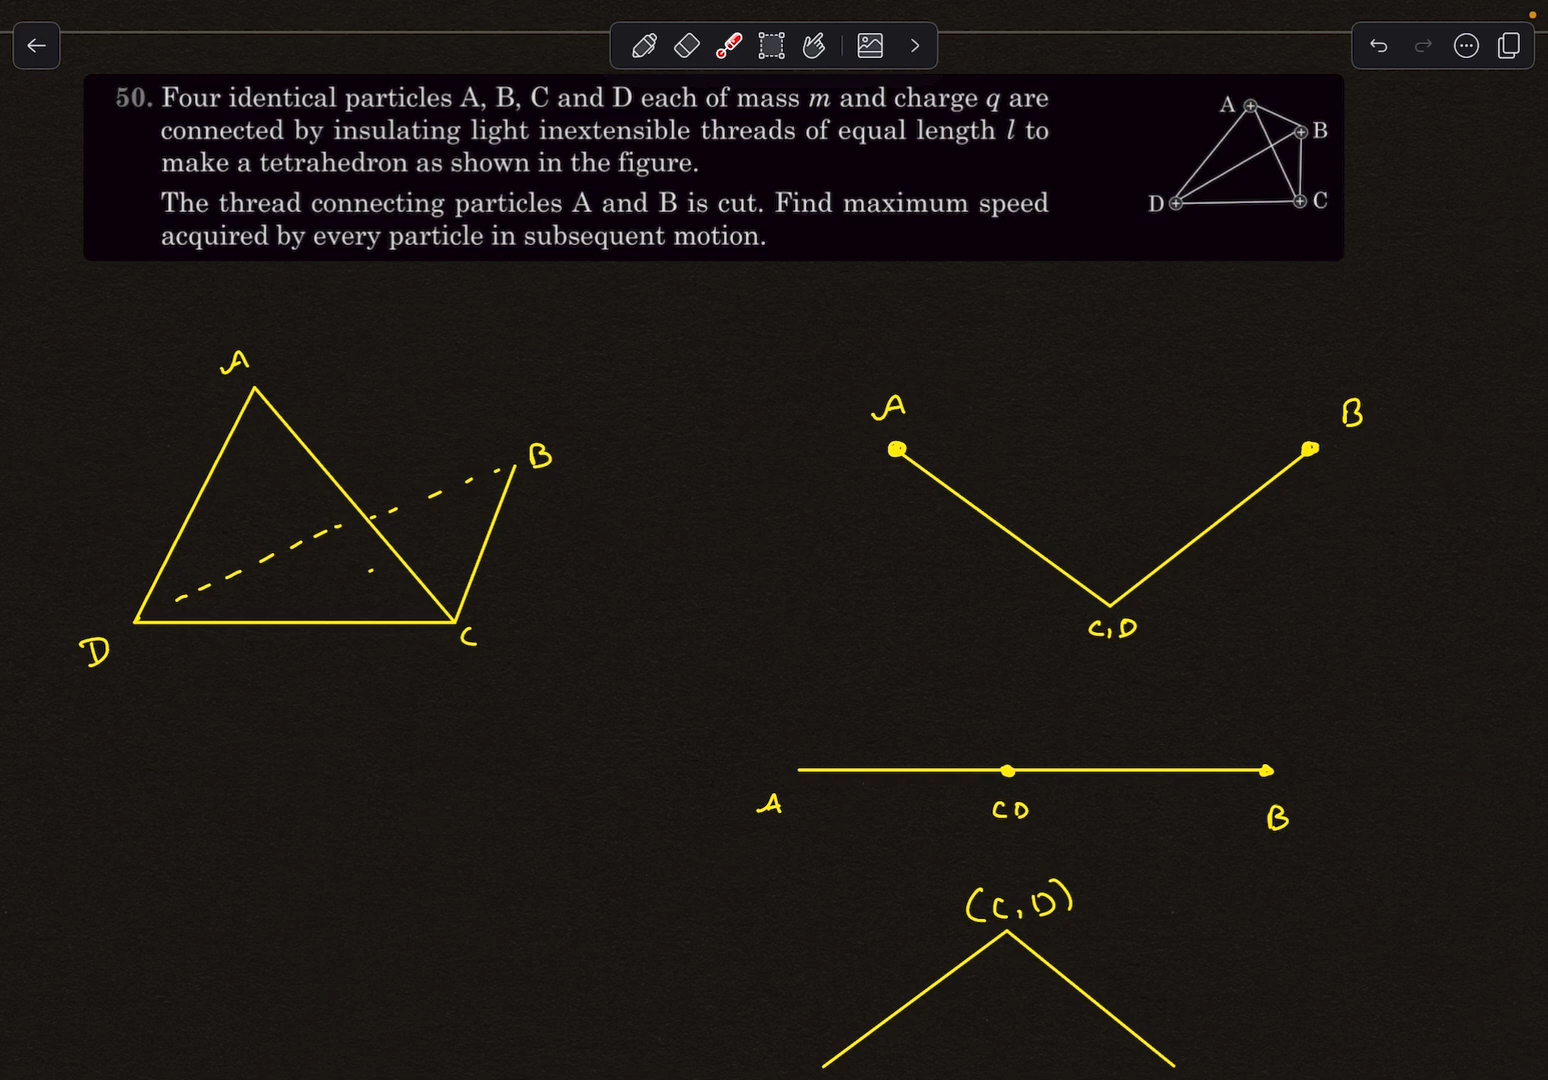 50. Four identical particles A, B, C and D each of mass m and charge q are
connected by insulating light inextensible threads of equal length l to
make a tetrahedron as shown in the figure.
The thread connecting particles A and B is cut. Find maximum speed
acquired by every particle in subsequent motion.
A
B
D
C
A
B
D
C
A
B
C, D
A
CD
B
(C, D)